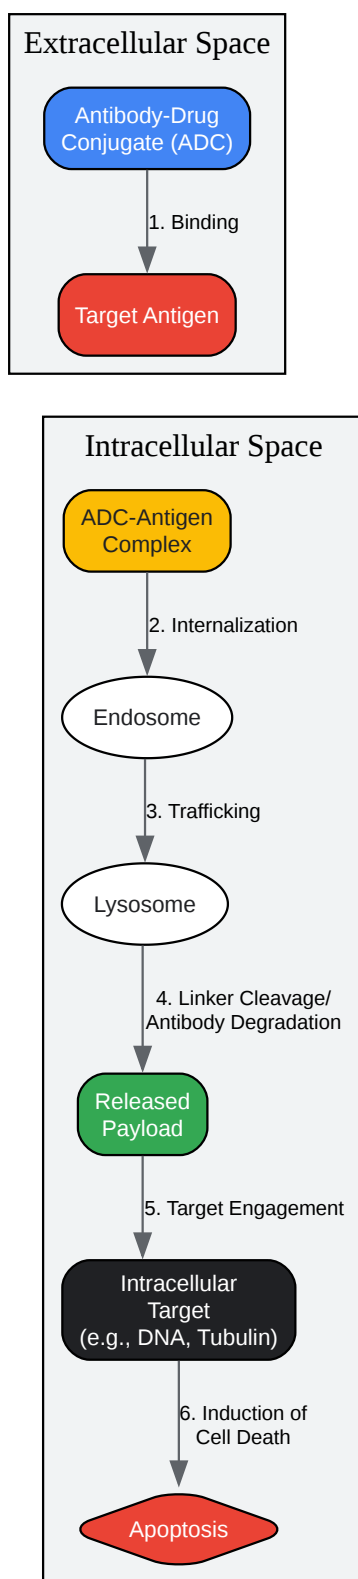 Extracellular Space
Antibody-Drug
Conjugate (ADC)
1. Binding
Target Antigen
Intracellular Space
ADC-Antigen
Complex
2. Internalization
Endosome
3. Trafficking
Lysosome
4. Linker Cleavage/
Antibody Degradation
Released
Payload
5. Target Engagement
Intracellular
Target
(e.g., DNA, Tubulin)
6. Induction of
Cell Death
Apoptosis